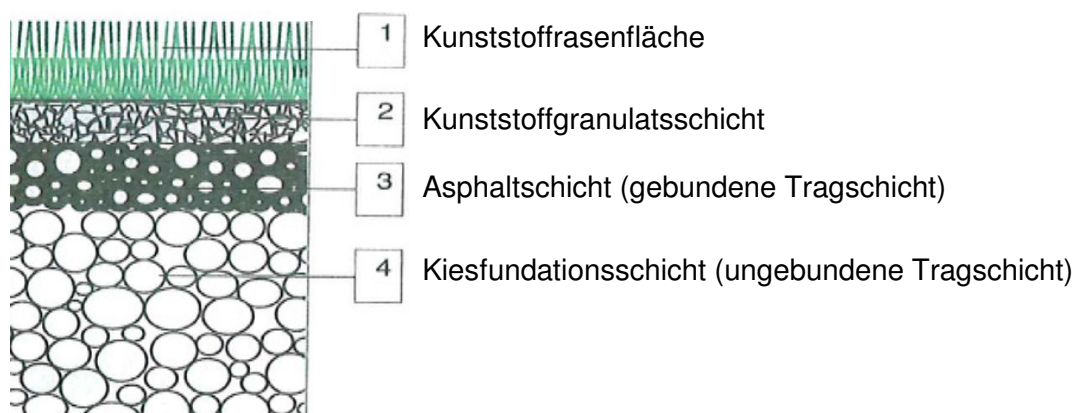 1 Kunststoffrasenfläche
2 Kunststoffgranulatsschicht
3 Asphaltschicht (gebundene Tragschicht)
4 Kiesfundationsschicht (ungebundene Tragschicht)